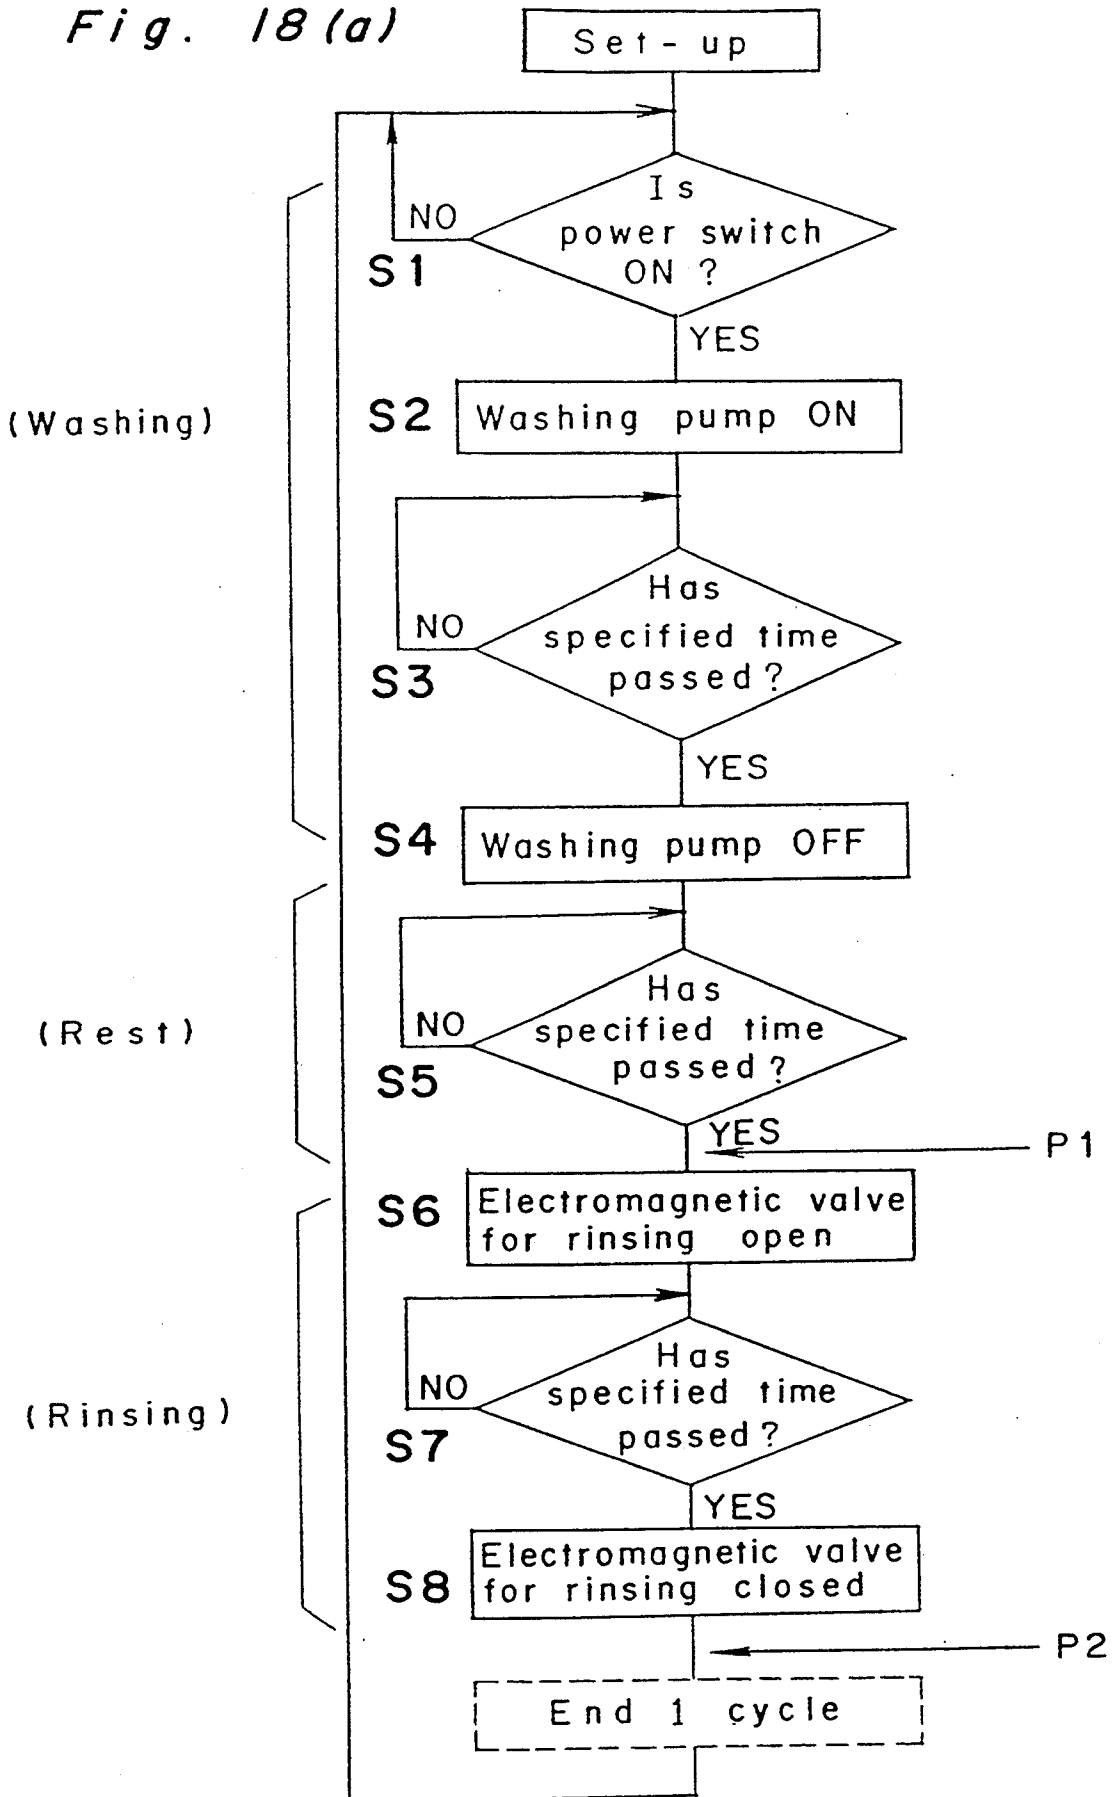 Fig. 18(a)
Set-up
Is
power switch
ON ?
NO
S1
YES
(Washing)
S2
Washing pump ON
Has
specified time
passed?
NO
S3
YES
S4
Washing pump OFF
(Rest)
Has
specified time
passed?
NO
S5
YES
P1
S6
Electromagnetic valve
for rinsing open
(Rinsing)
Has
specified time
passed?
NO
S7
YES
S8
Electromagnetic valve
for rinsing closed
P2
End 1 cycle